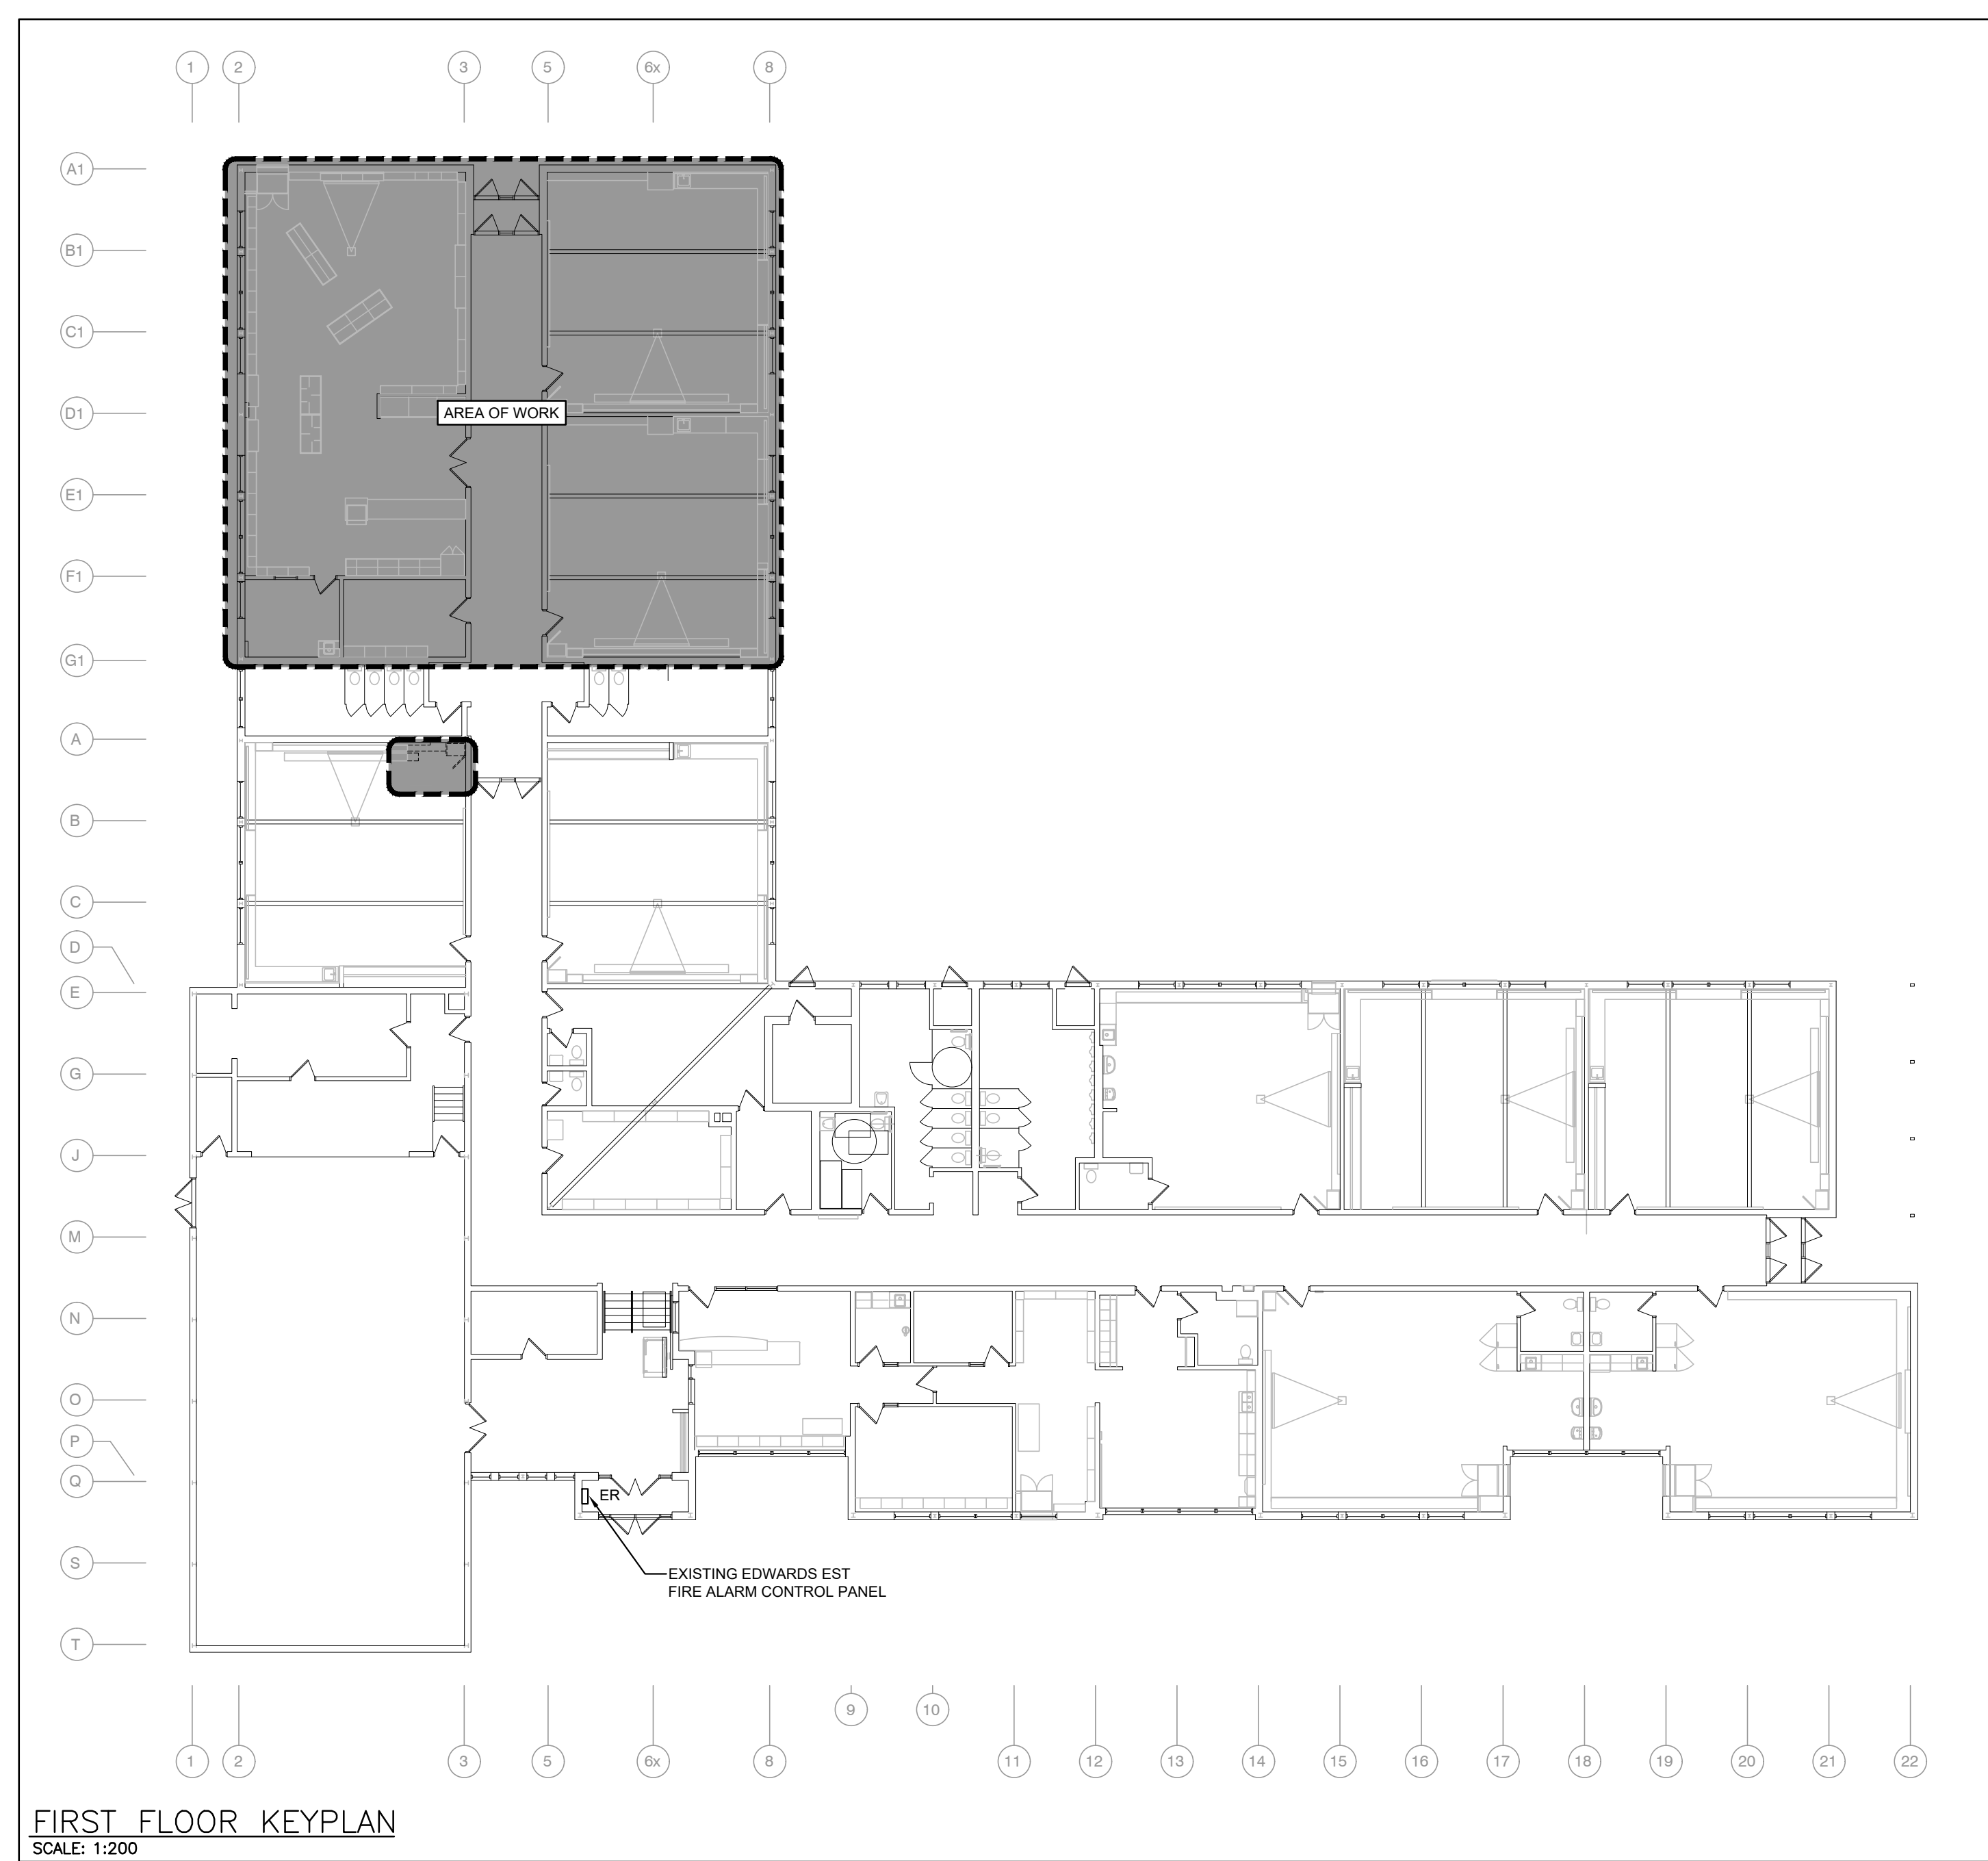 1 2 3 5 6x 8
A1
B1
C1
D1
AREA OF WORK
E1
F1
G1
A
B
C
D
E
G
J
M
N
O
P
Q
ER
S
EXISTING EDWARDS EST
FIRE ALARM CONTROL PANEL
T
9 10
1 2 3 5 6x 8 11 12 13 14 15 16 17 18 19 20 21 22
FIRST FLOOR KEYPLAN
SCALE: 1:200